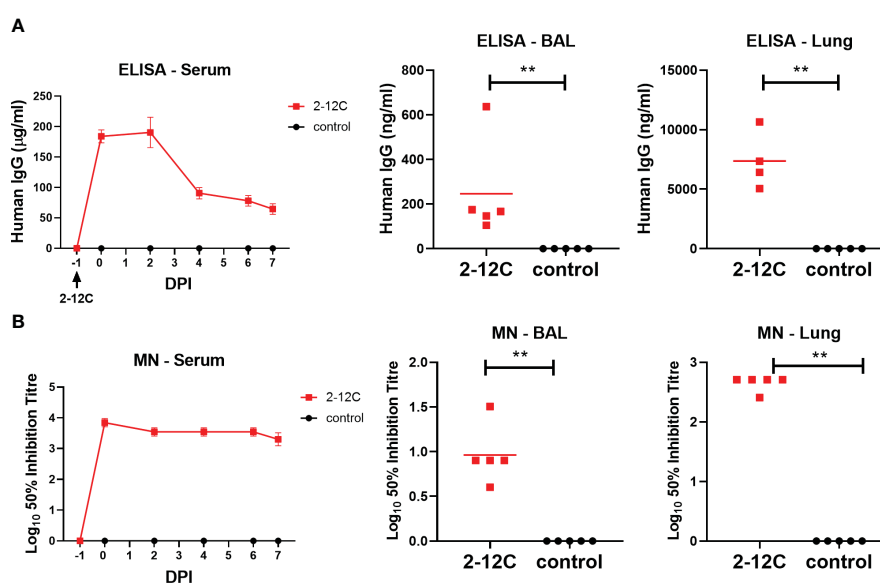 A
ELISA - Serum
Human IgG (μg/ml)
250
200
150
100
50
0
-1 0 1 2 3 4 5 6 7
DPI
2-12C
2-12C
control
ELISA - BAL
**
Human IgG (ng/ml)
800
600
400
200
0
2-12C control
ELISA - Lung
**
Human IgG (ng/ml)
15000
10000
5000
0
2-12C control
B
MN - Serum
Log10 50% Inhibition Titre
5
4
3
2
1
0
-1 0 1 2 3 4 5 6 7
DPI
2-12C
control
MN - BAL
**
Log10 50% Inhibition Titre
2.0
1.5
1.0
0.5
0.0
2-12C control
MN - Lung
**
Log10 50% Inhibition Titre
3
2
1
0
2-12C control